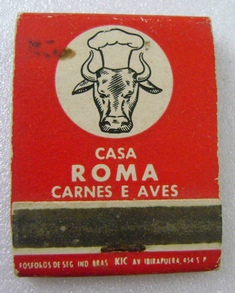 CASA
ROMA
CARNES E AVES
FOSFOROS DE SEG. IND. BRAS. KIC AV. IBIRAPUERA, 454 S. P.